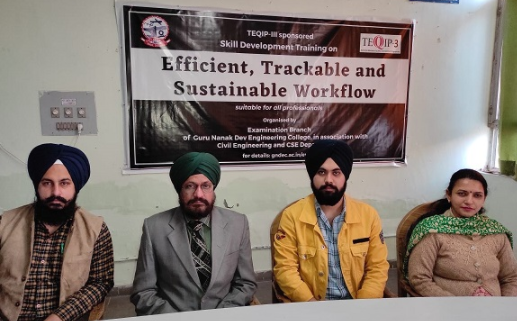 TEQIP-III sponsored
Skill Development Training on
TEQIP-3
Efficient, Trackable and
Sustainable Workflow
suitable for all professionals
Organised by
Examination Branch
of Guru Nanak Dev Engineering College, in association with
Civil Engineering and CSE
for details: gndec.ac.in